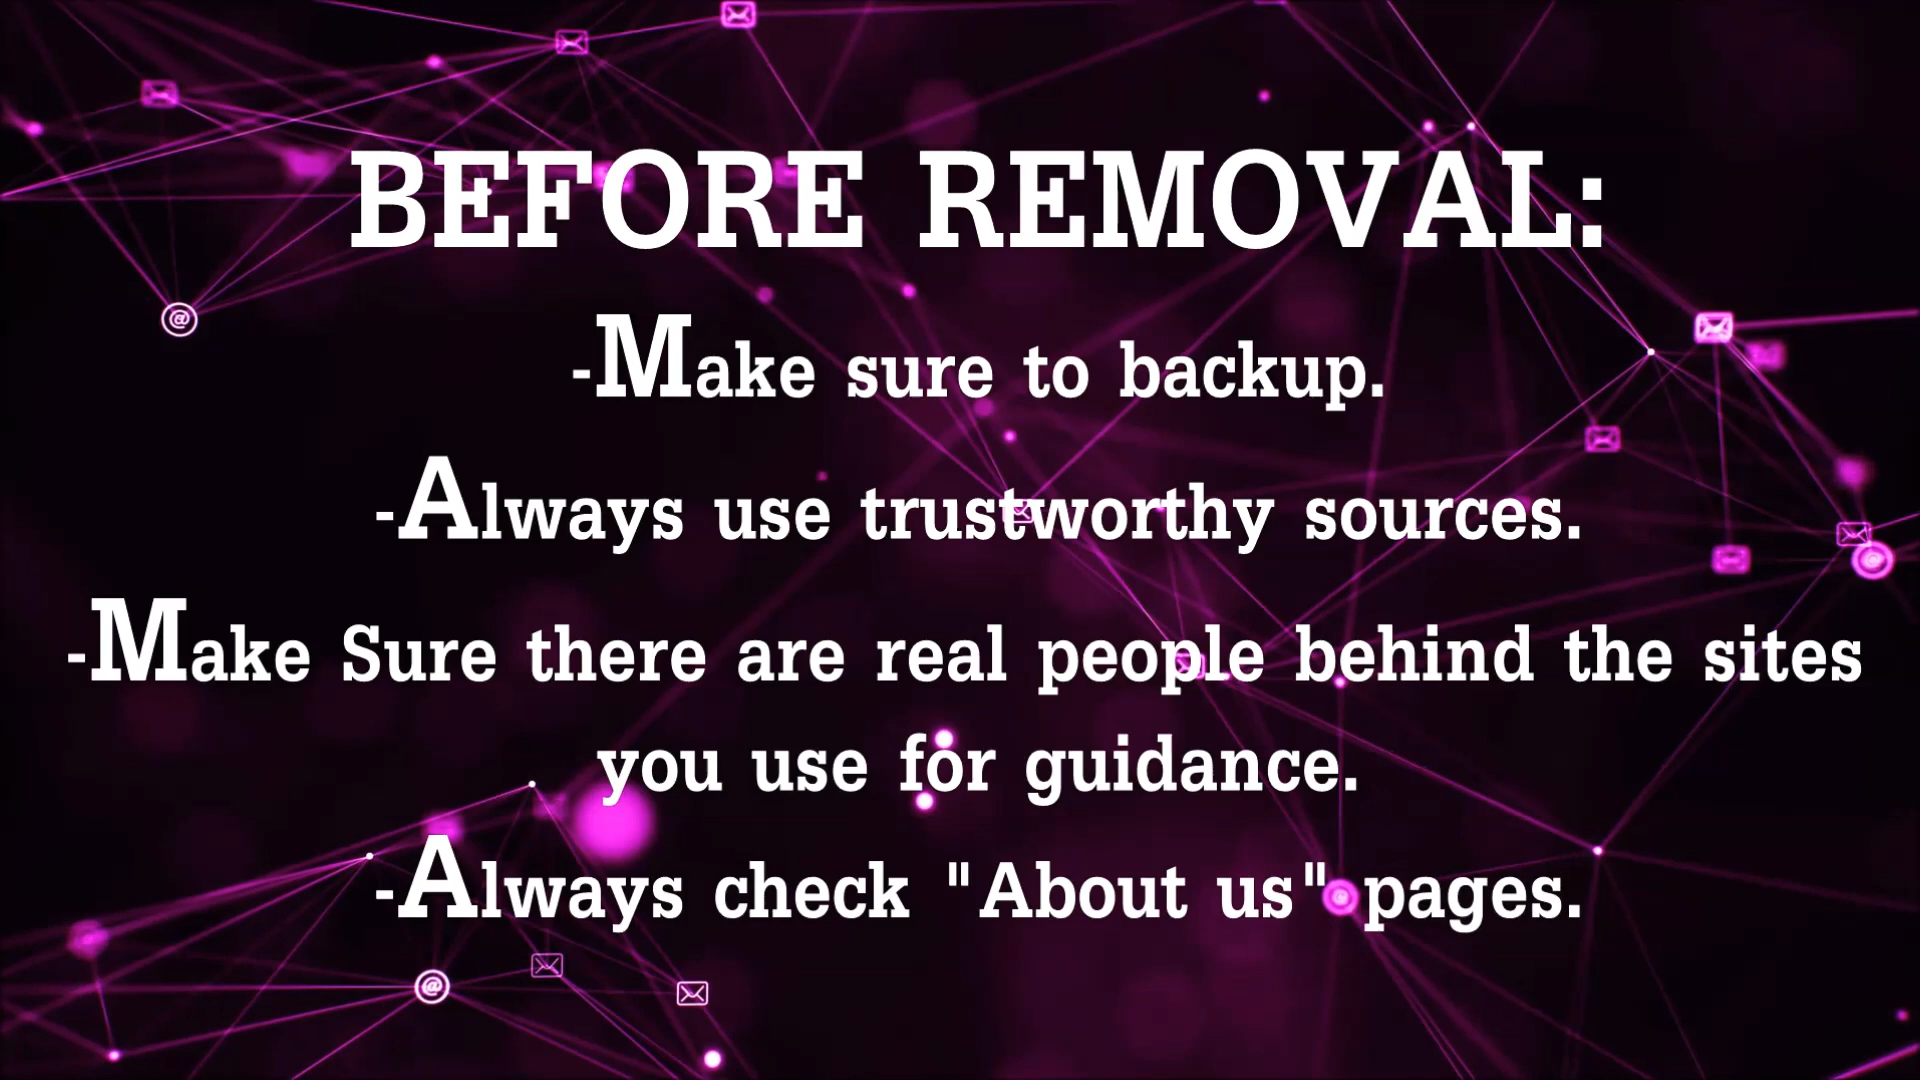 BEFORE REMOVAL:
-Make sure to backup.
-Always use trustworthy sources.
-Make Sure there are real people behind the sites
you use for guidance.
-Always check "About us" pages.